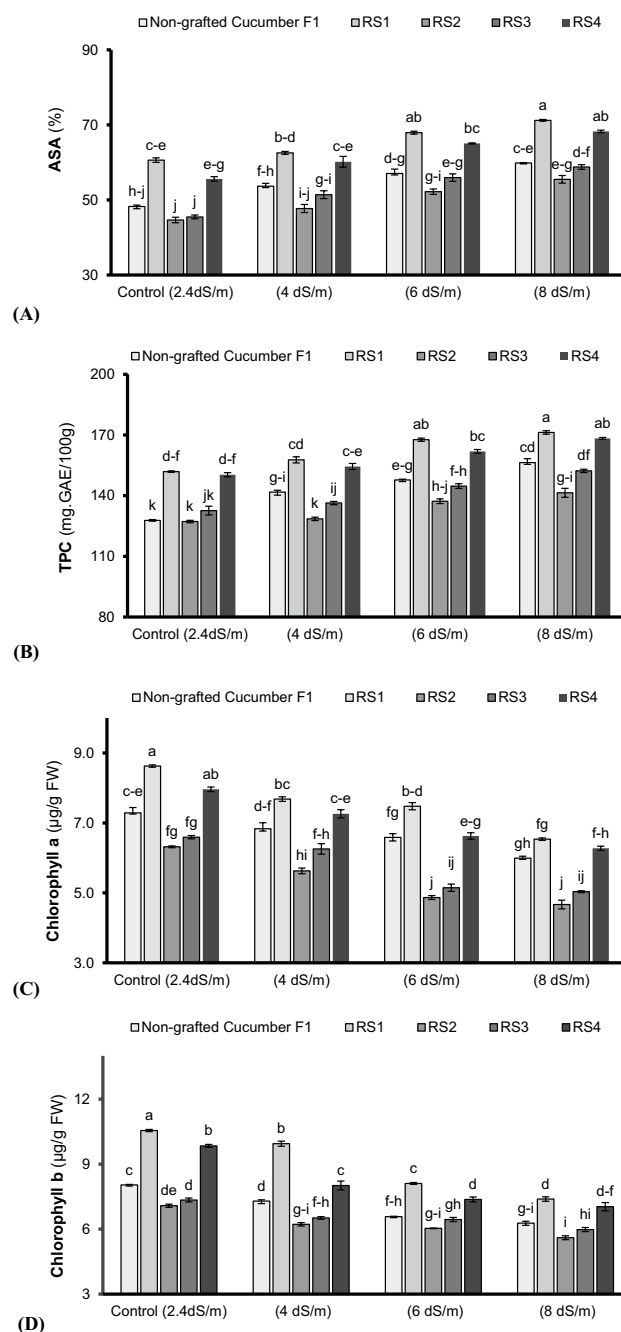 Non-grafted Cucumber F1 RS1 RS2 RS3 RS4
90
70
50
30
ASA (%)
h-j c-e j j e-g
f-h b-d i-j g-i c-e
d-g ab g-i e-g bc
c-e a e-g d-f ab
Control (2.4dS/m) (4 dS/m) (6 dS/m) (8 dS/m)
(A)
Non-grafted Cucumber F1 RS1 RS2 RS3 RS4
200
170
140
110
80
TPC (mg.GAE/100g)
k d-f k jk d-f
g-i cd k ij c-e
e-g ab h-j f-h bc
cd a g-i df ab
Control (2.4dS/m) (4 dS/m) (6 dS/m) (8 dS/m)
(B)
Non-grafted Cucumber F1 RS1 RS2 RS3 RS4
9.0
7.0
5.0
3.0
Chlorophyll a (µg/g FW)
c-e a fg fg ab
d-f bc hi f-h c-e
fg b-d j ij e-g
gh fg j ij f-h
Control (2.4dS/m) (4 dS/m) (6 dS/m) (8 dS/m)
(C)
Non-grafted Cucumber F1 RS1 RS2 RS3 RS4
12
9
6
3
Chlorophyll b (µg/g FW)
c a de d b
d b g-i f-h c
f-h c g-i gh d
g-i d i hi d-f
Control (2.4dS/m) (4 dS/m) (6 dS/m) (8 dS/m)
(D)